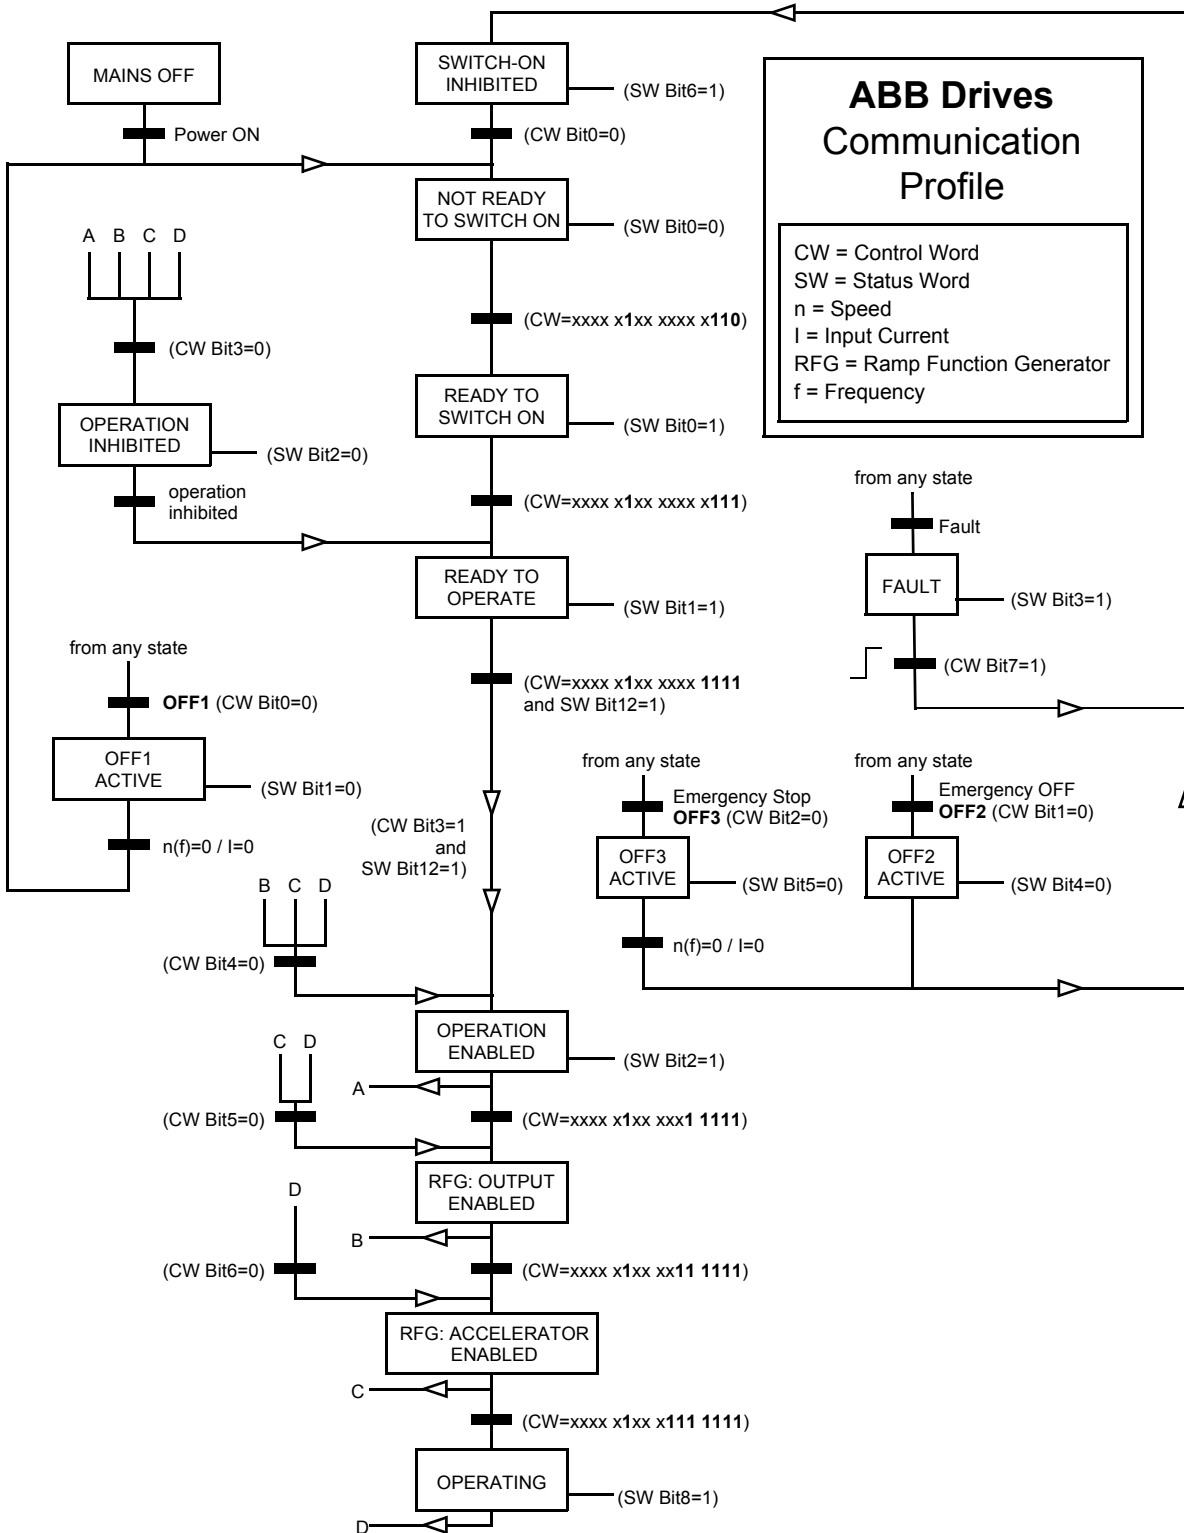 MAINS OFF
Power ON
SWITCH-ON
INHIBITED
(SW Bit6=1)
(CW Bit0=0)
ABB Drives
Communication
Profile
CW = Control Word
SW = Status Word
n = Speed
I = Input Current
RFG = Ramp Function Generator
f = Frequency
NOT READY
TO SWITCH ON
(SW Bit0=0)
A B C D
(CW Bit3=0)
(CW=xxxx x1xx xxxx x110)
OPERATION
INHIBITED
(SW Bit2=0)
operation
inhibited
READY TO
SWITCH ON
(SW Bit0=1)
(CW=xxxx x1xx xxxx x111)
from any state
Fault
FAULT
(SW Bit3=1)
(CW Bit7=1)
READY TO
OPERATE
(SW Bit1=1)
(CW=xxxx x1xx xxxx 1111
and SW Bit12=1)
from any state
OFF1 (CW Bit0=0)
OFF1
ACTIVE
(SW Bit1=0)
n(f)=0 / I=0
(CW Bit3=1
and
SW Bit12=1)
from any state
Emergency Stop
OFF3 (CW Bit2=0)
OFF3
ACTIVE
(SW Bit5=0)
n(f)=0 / I=0
from any state
Emergency OFF
OFF2 (CW Bit1=0)
OFF2
ACTIVE
(SW Bit4=0)
B C D
(CW Bit4=0)
OPERATION
ENABLED
(SW Bit2=1)
A
C D
(CW Bit5=0)
(CW=xxxx x1xx xxx1 1111)
RFG: OUTPUT
ENABLED
B
D
(CW Bit6=0)
(CW=xxxx x1xx xx11 1111)
RFG: ACCELERATOR
ENABLED
C
(CW=xxxx x1xx x111 1111)
OPERATING
(SW Bit8=1)
D